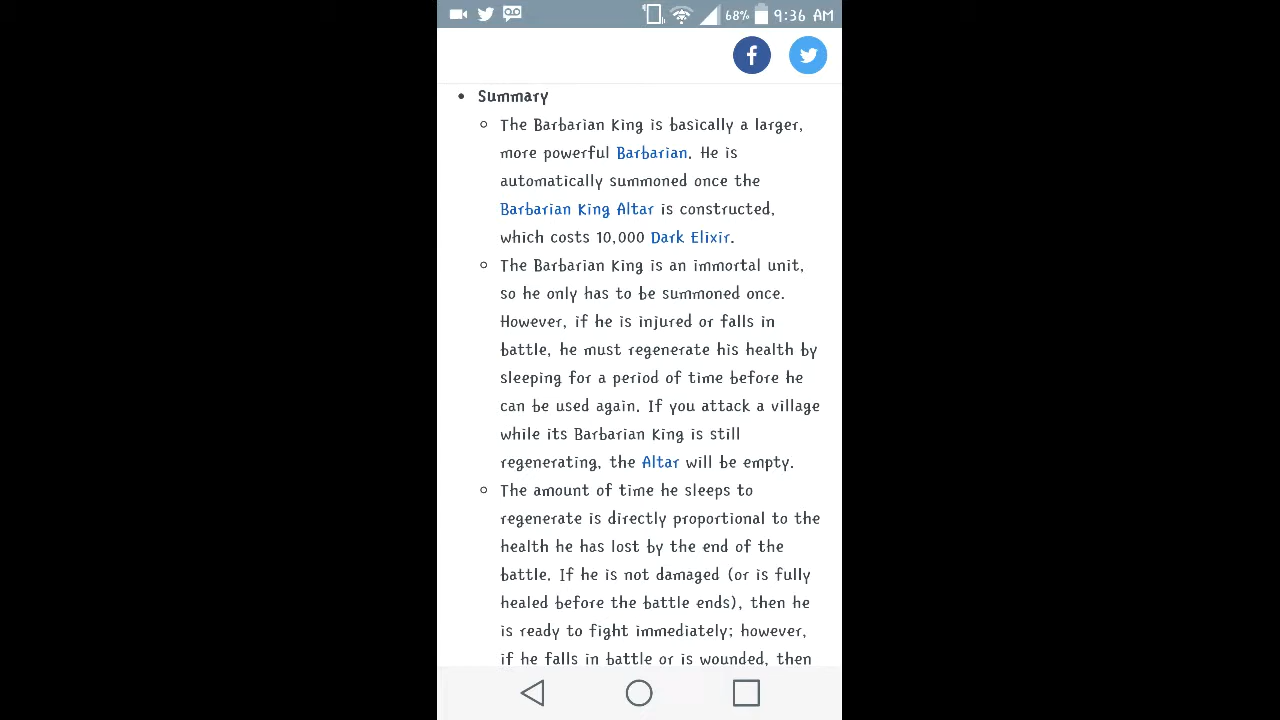 68% 9:36 AM
f
Summary
The Barbarian King is basically a larger,
more powerful Barbarian. He is
automatically summoned once the
Barbarian King Altar is constructed,
which costs 10,000 Dark Elixir.
The Barbarian King is an immortal unit,
so he only has to be summoned once.
However, if he is injured or falls in
battle, he must regenerate his health by
sleeping for a period of time before he
can be used again. If you attack a village
while its Barbarian King is still
regenerating, the Altar will be empty.
The amount of time he sleeps to
regenerate is directly proportional to the
health he has lost by the end of the
battle. If he is not damaged (or is fully
healed before the battle ends), then he
is ready to fight immediately; however,
if he falls in battle or is wounded, then